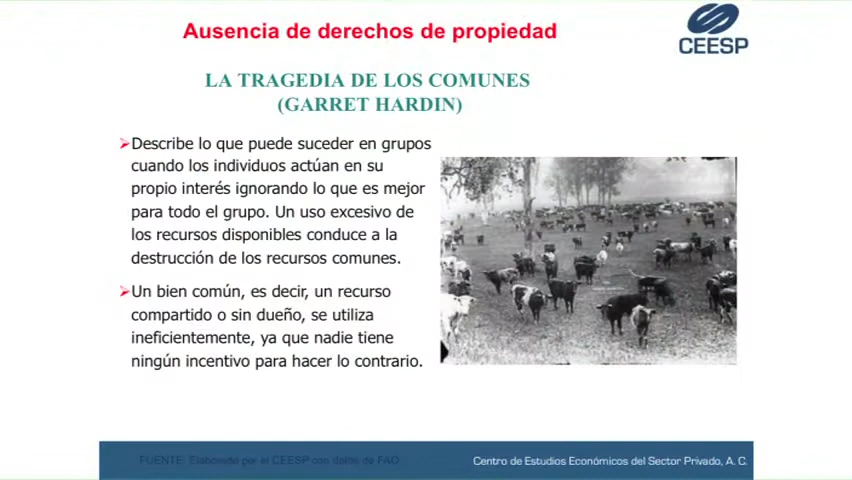 Ausencia de derechos de propiedad
CEESP
LA TRAGEDIA DE LOS COMUNES
(GARRET HARDIN)
➢Describe lo que puede suceder en grupos
cuando los individuos actúan en su
propio interés ignorando lo que es mejor
para todo el grupo. Un uso excesivo de
los recursos disponibles conduce a la
destrucción de los recursos comunes.
➢Un bien común, es decir, un recurso
compartido o sin dueño, se utiliza
ineficientemente, ya que nadie tiene
ningún incentivo para hacer lo contrario.
FUENTE: Elaborado por el CEESP con datos de FAO
Centro de Estudios Económicos del Sector Privado, A. C.